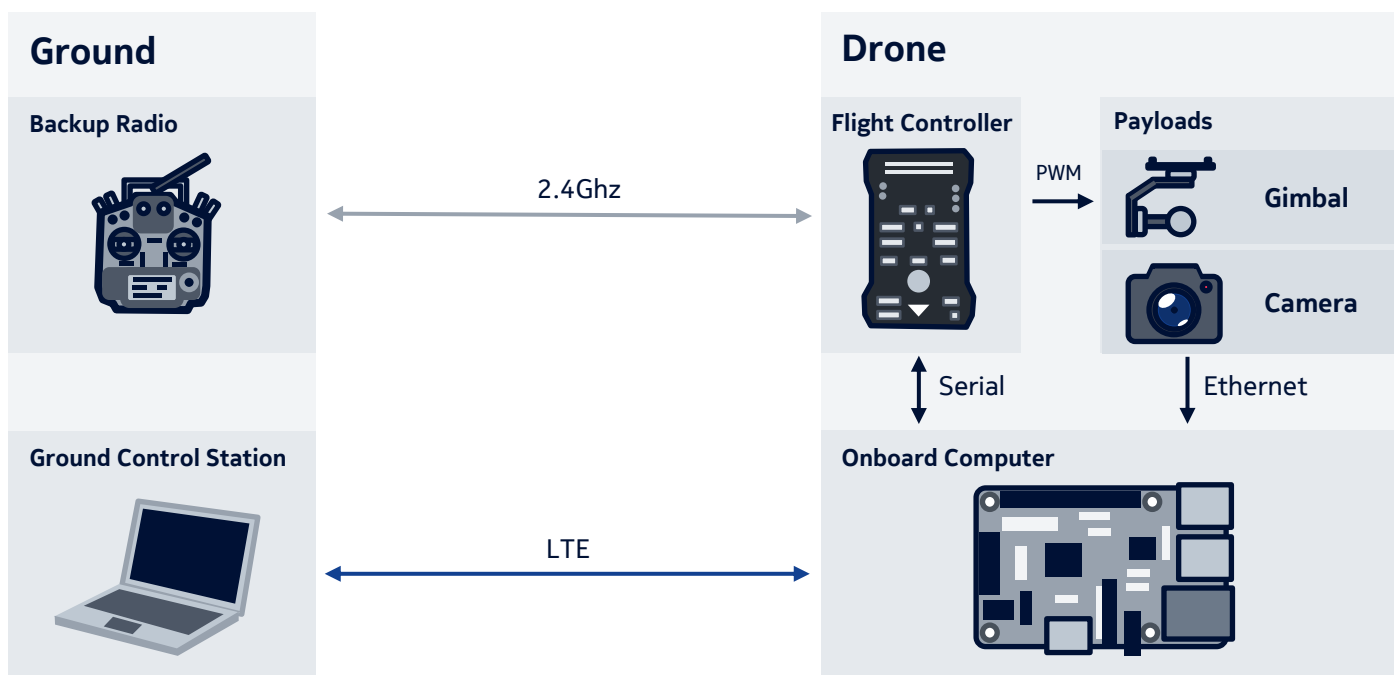 Ground
Drone
Backup Radio
2.4Ghz
Flight Controller
PWM
Payloads
Gimbal
Camera
Serial
Ethernet
Ground Control Station
LTE
Onboard Computer